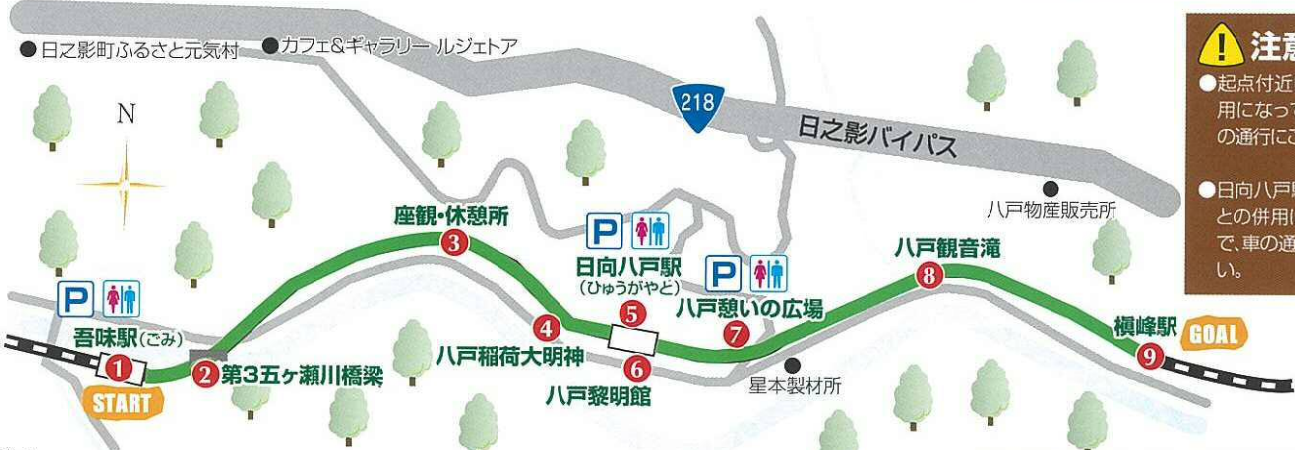 日之影町ふるさと元気村
カフェ&ギャラリー ルジェトア
N
218
日之影バイパス
八戸物産販売所
座観・休憩所
3
P
日向八戸駅
(ひゅうがやと)
5
P
八戸憩いの広場
7
八戸観音滝
8
P
吾味駅(ごみ)
1
START
2
第3五ヶ瀬川橋梁
4
八戸稲荷大明神
6
八戸黎明館
星本製材所
槇峰駅
9
GOAL
! 注意
●起点付近
用になって
の通行にご
●日向八戸駅
との併用に
で、車の通
い。